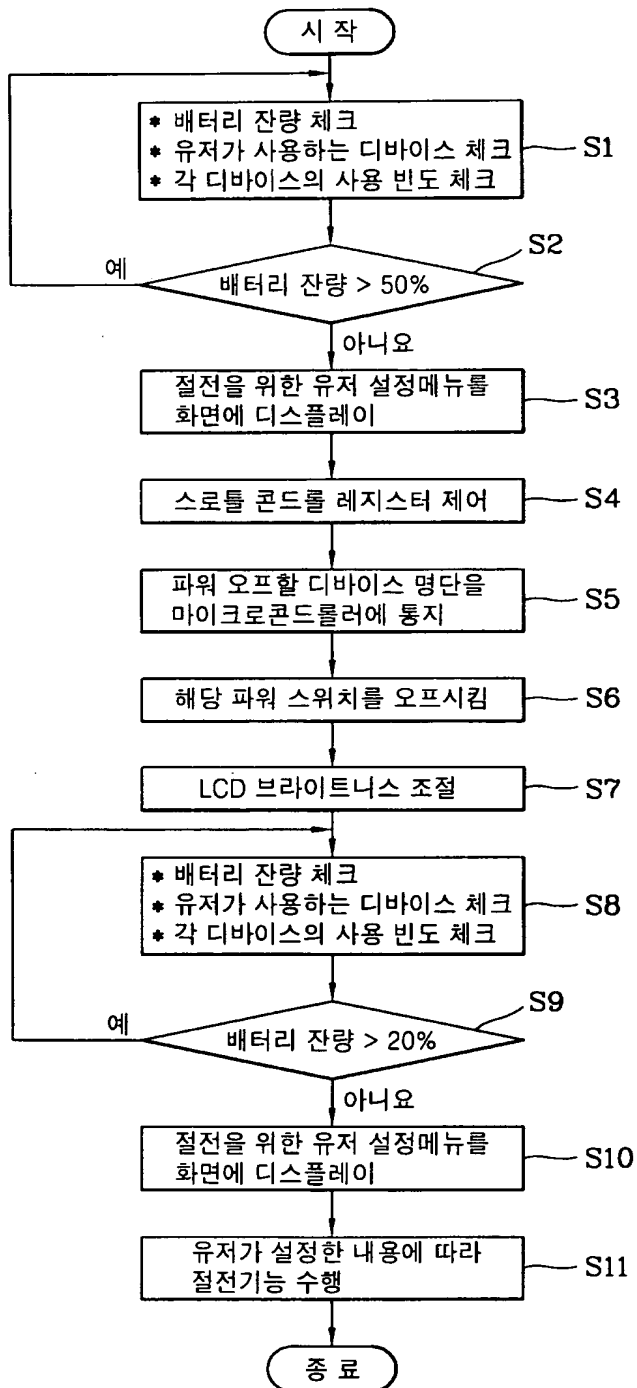 시 작
* 배터리 잔량 체크
* 유저가 사용하는 디바이스 체크
* 각 디바이스의 사용 빈도 체크
S1
S2
예
배터리 잔량 > 50%
아니요
절전을 위한 유저 설정메뉴를
화면에 디스플레이
S3
스로틀 콘드롤 레지스터 제어
S4
파워 오프할 디바이스 명단을
마이크로콘드롤러에 통지
S5
해당 파워 스위치를 오프시킴
S6
LCD 브라이트니스 조절
S7
* 배터리 잔량 체크
* 유저가 사용하는 디바이스 체크
* 각 디바이스의 사용 빈도 체크
S8
S9
예
배터리 잔량 > 20%
아니요
절전을 위한 유저 설정메뉴를
화면에 디스플레이
S10
유저가 설정한 내용에 따라
절전기능 수행
S11
종 료